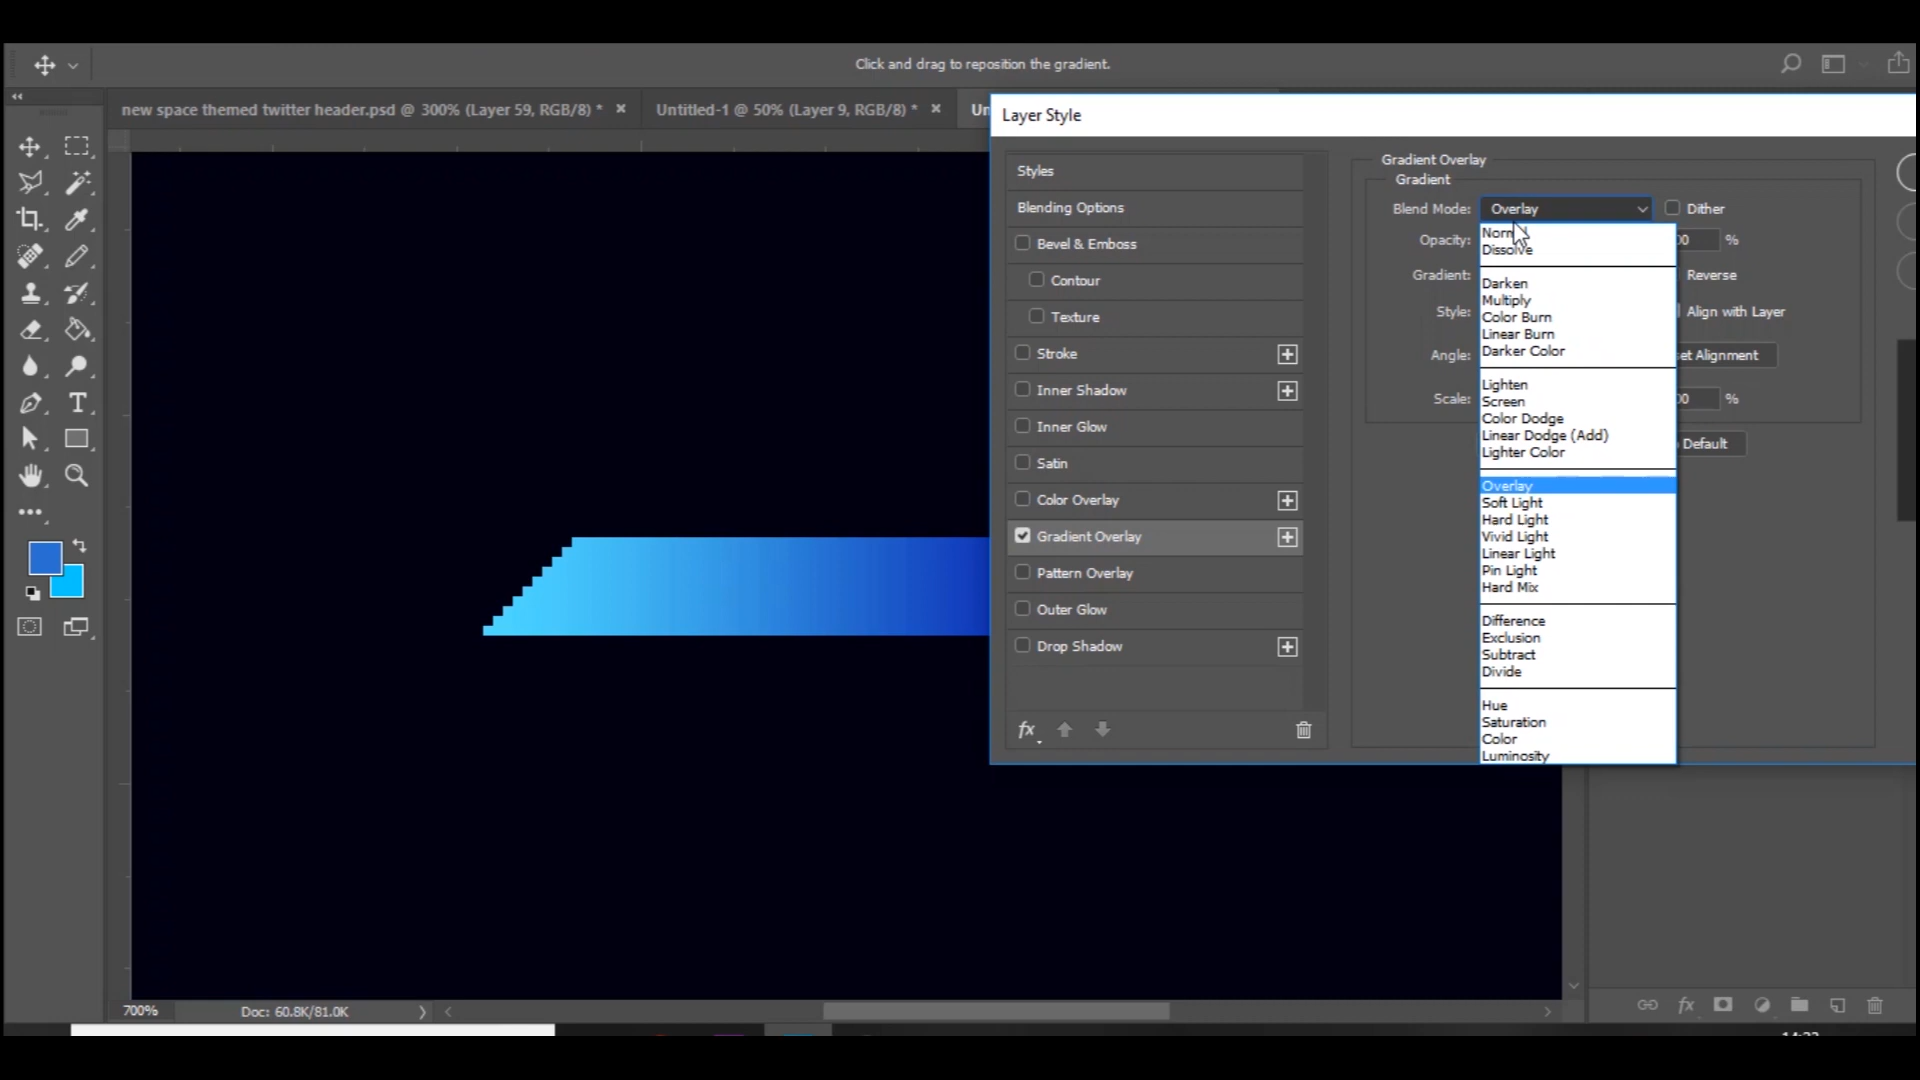 Click and drag to reposition the gradient.
new space themed twitter header.psd @ 300% (Layer 59, RGB/8) *
Untitled-1 @ 50% (Layer 9, RGB/8) *
Un
Layer Style
Styles
Blending Options
Bevel & Emboss
Contour
Texture
Stroke
Inner Shadow
Inner Glow
Satin
Color Overlay
Gradient Overlay
Pattern Overlay
Outer Glow
Drop Shadow
fx
Gradient Overlay
Gradient
Blend Mode: Overlay
Dither
Opacity:
%
Gradient:
Reverse
Style:
Align with Layer
Angle:
et Alignment
Scale:
%
Default
Dissolve
Darken
Multiply
Color Burn
Linear Burn
Darker Color
Lighten
Screen
Color Dodge
Linear Dodge (Add)
Lighter Color
Overlay
Soft Light
Hard Light
Vivid Light
Linear Light
Pin Light
Hard Mix
Difference
Exclusion
Subtract
Divide
Hue
Saturation
Color
Luminosity
700%
Doc: 60.8K/81.0K
fx